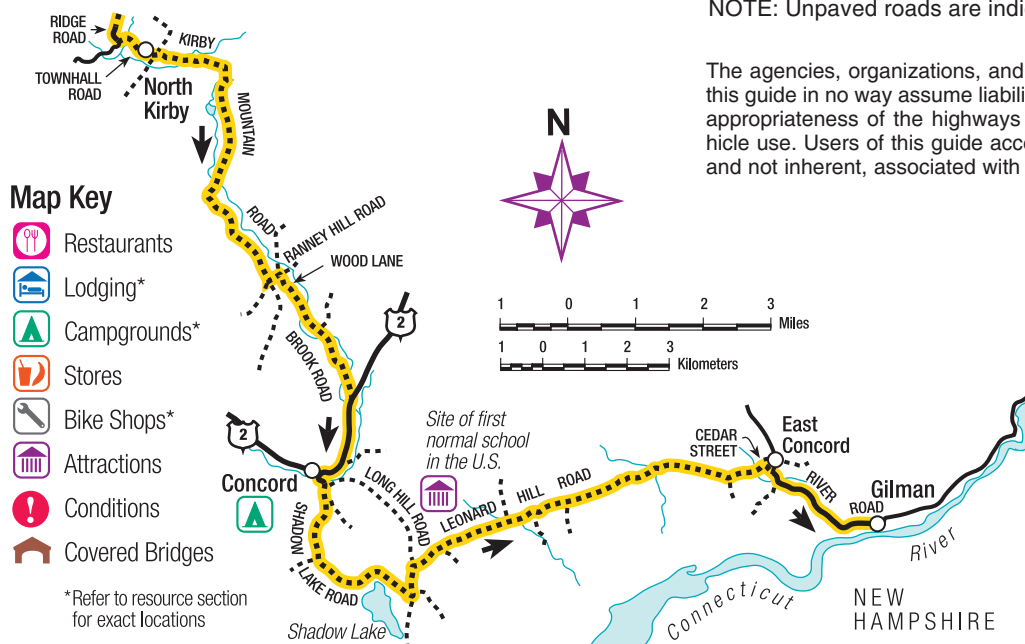 NOTE: Unpaved roads are indi
The agencies, organizations, and
this guide in no way assume liabili
appropriateness of the highways
hicle use. Users of this guide acc
and not inherent, associated with
RIDGE
ROAD
KIRBY
TOWNHALL
ROAD
North
Kirby
MOUNTAIN
ROAD
N
Map Key
Restaurants
Lodging*
Campgrounds*
Stores
Bike Shops*
Attractions
Conditions
Covered Bridges
*Refer to resource section
for exact locations
RANNEY HILL ROAD
WOOD LANE
BROOK ROAD
2
2
1 0 1 2 3
Miles
1 0 1 2 3
Kilometers
Concord
Site of first
normal school
in the U.S.
LONG HILL ROAD
SHADOW
LAKE ROAD
Shadow Lake
LEONARD HILL ROAD
CEDAR
STREET
East
Concord
RIVER
ROAD
Gilman
Connecticut
River
NEW
HAMPSHIRE